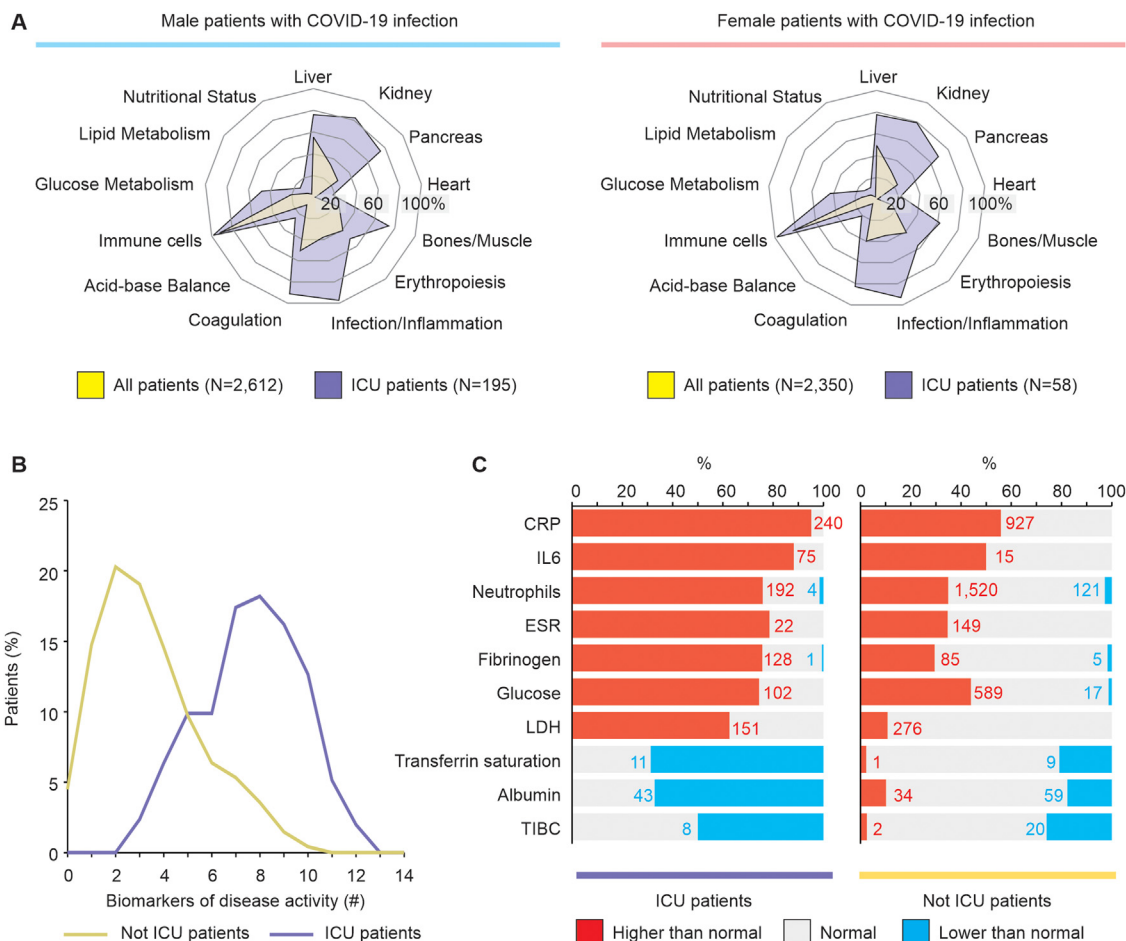 A
Male patients with COVID-19 infection
Female patients with COVID-19 infection
Liver
Kidney
Pancreas
Heart
Bones/Muscle
Erythropoiesis
Infection/Inflammation
Coagulation
Acid-base Balance
Immune cells
Glucose Metabolism
Lipid Metabolism
Nutritional Status
20 60 100%
All patients (N=2,612)
ICU patients (N=195)
Liver
Kidney
Pancreas
Heart
Bones/Muscle
Erythropoiesis
Infection/Inflammation
Coagulation
Acid-base Balance
Immune cells
Glucose Metabolism
Lipid Metabolism
Nutritional Status
20 60 100%
All patients (N=2,350)
ICU patients (N=58)
B
Patients (%)
25
20
15
10
5
0
0 2 4 6 8 10 12 14
Biomarkers of disease activity (#)
Not ICU patients
ICU patients
C
% %
0 20 40 60 80 100 0 20 40 60 80 100
CRP 240 927
IL6 75 15
Neutrophils 192 4 1,520 121
ESR 22 149
Fibrinogen 128 1 85 5
Glucose 102 589 17
LDH 151 276
Transferrin saturation 11 1 9
Albumin 43 34 59
TIBC 8 2 20
ICU patients Not ICU patients
Higher than normal Normal Lower than normal